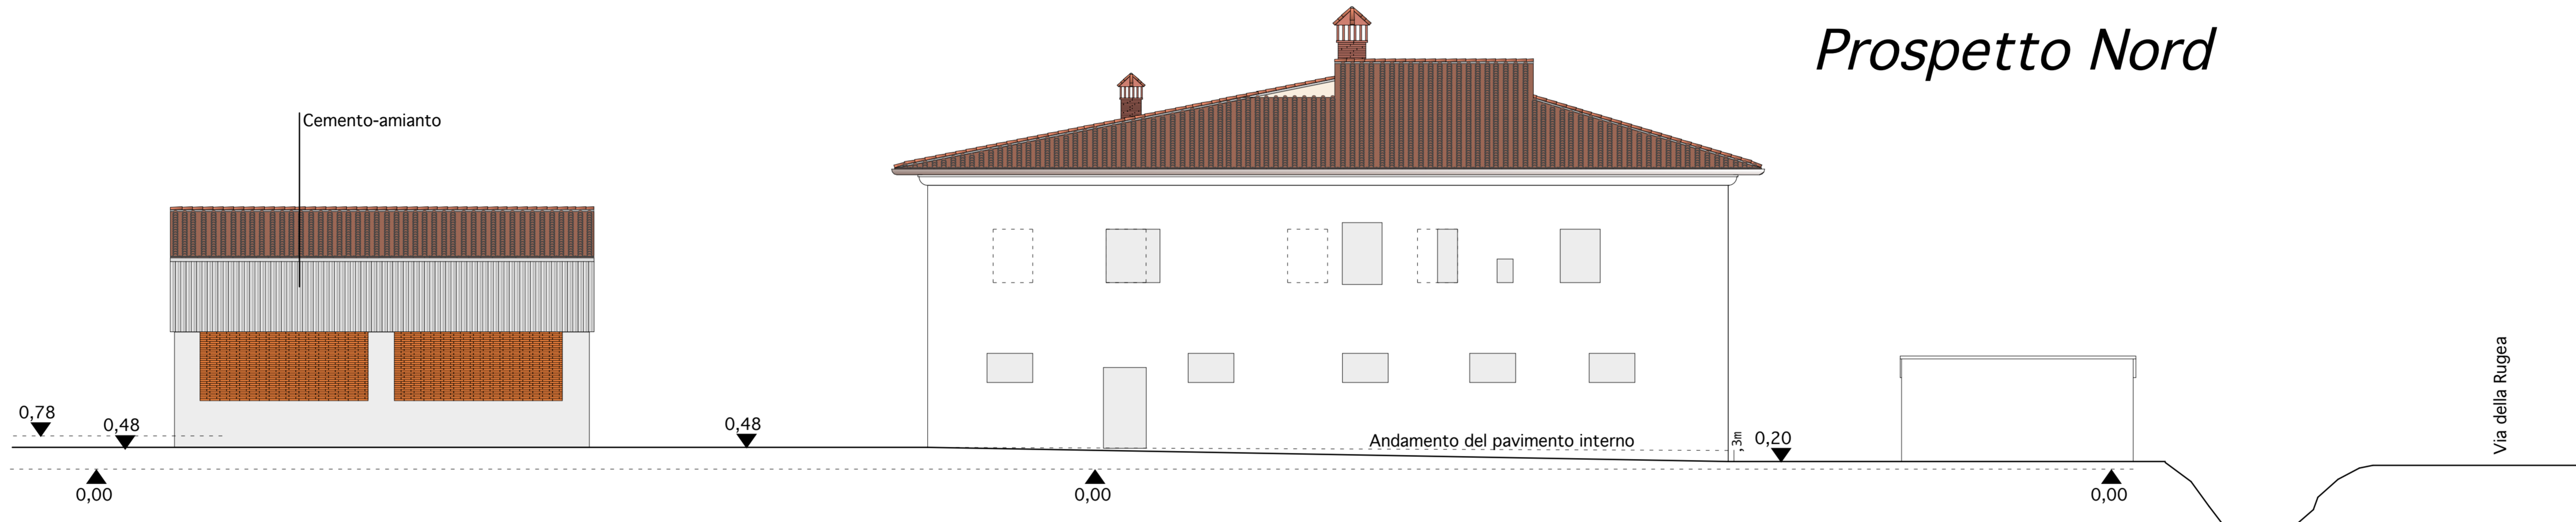 Prospetto Nord
Cemento-amianto
0,78
0,48
0,48
Andamento del pavimento interno
,3m
0,20
Via della Rugea
0,00
0,00
0,00